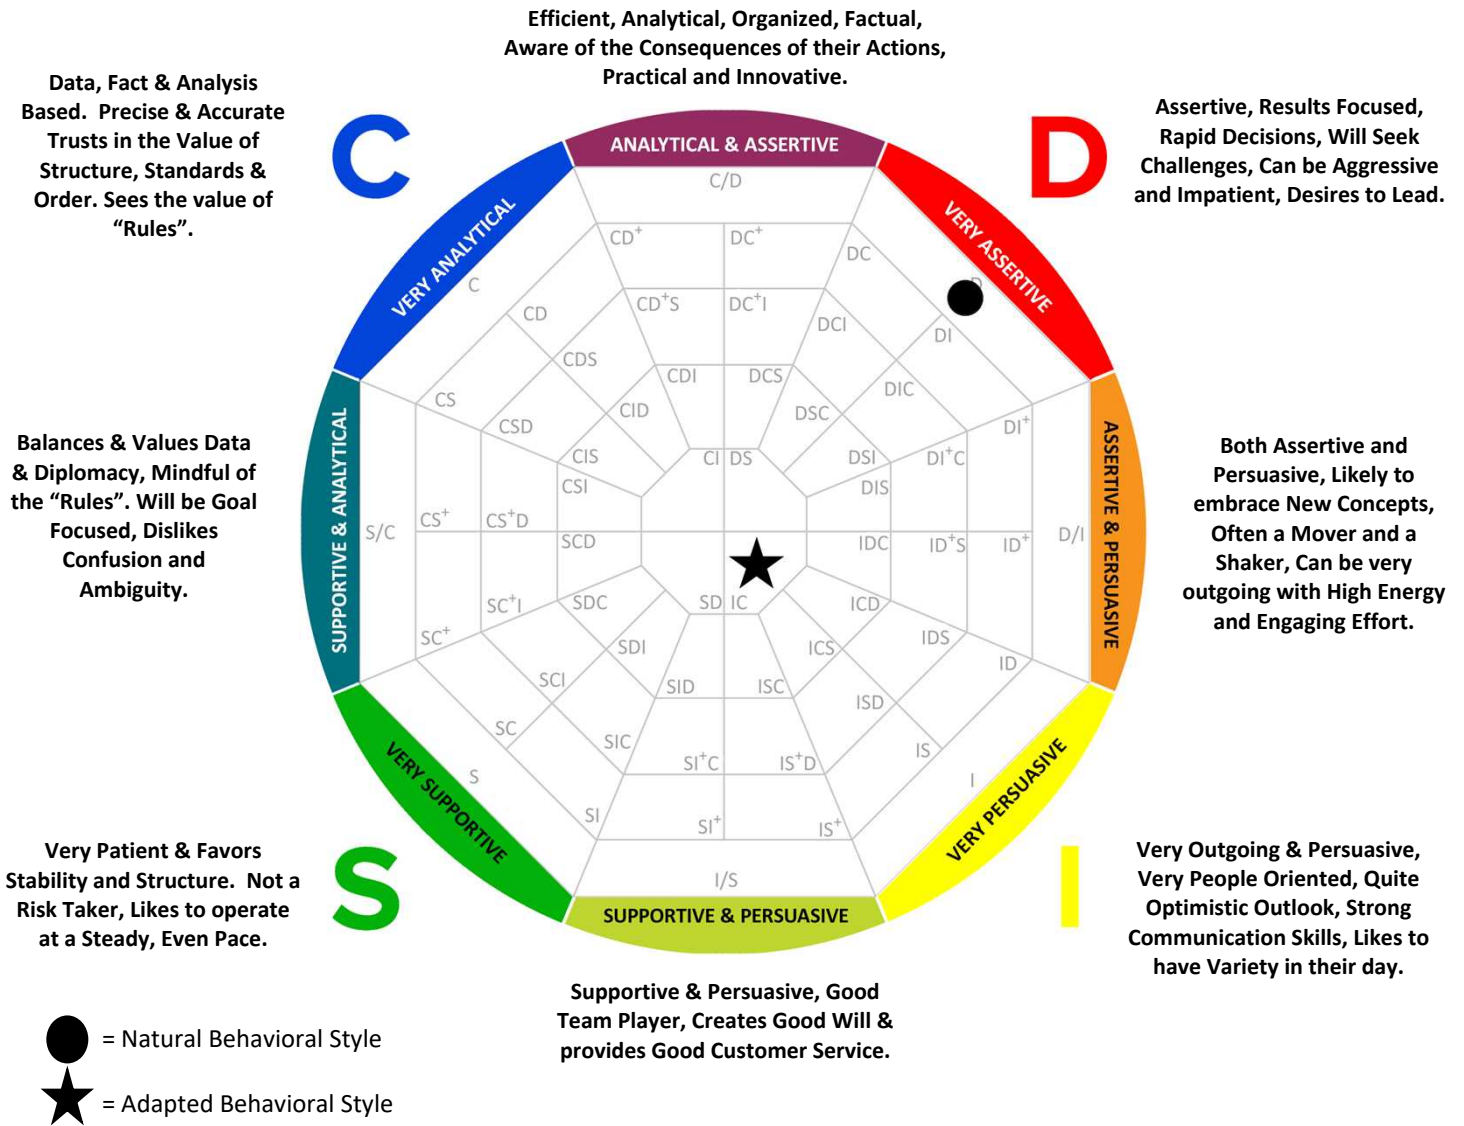 Efficient, Analytical, Organized, Factual,
Aware of the Consequences of their Actions,
Practical and Innovative.
Data, Fact & Analysis
Based.  Precise & Accurate
Trusts in the Value of
Structure, Standards &
Order. Sees the value of
“Rules”.
C
D
Assertive, Results Focused,
Rapid Decisions, Will Seek
Challenges, Can be Aggressive
and Impatient, Desires to Lead.
ANALYTICAL & ASSERTIVE
VERY ANALYTICAL
VERY ASSERTIVE
C/D
CD+
DC+
DC
C
D
CD
CD+S
DC+I
DCI
DI
CDS
CDI
DCS
DIC
CS
CID
DSC
CSD
DI+
CIS
CI
DS
DSI
DI+C
CSI
DIS
Balances & Values Data
& Diplomacy, Mindful of
the “Rules”. Will be Goal
Focused, Dislikes
Confusion and
Ambiguity.
SUPPORTIVE & ANALYTICAL
ASSERTIVE & PERSUASIVE
Both Assertive and
Persuasive, Likely to
embrace New Concepts,
Often a Mover and a
Shaker, Can be very
outgoing with High Energy
and Engaging Effort.
S/C
CS+
CS+D
SCD
IDC
ID+S
ID+
D/I
SC+I
SDC
SD
IC
ICD
SC+
SDI
ICS
IDS
ID
SCI
SID
ISC
ISD
SC
SIC
IS
SI+C
IS+D
S
I
SI
SI+
IS+
I/S
VERY SUPPORTIVE
VERY PERSUASIVE
SUPPORTIVE & PERSUASIVE
Very Patient & Favors
Stability and Structure.  Not a
Risk Taker, Likes to operate
at a Steady, Even Pace.
S
I
Very Outgoing & Persuasive,
Very People Oriented, Quite
Optimistic Outlook, Strong
Communication Skills, Likes to
have Variety in their day.
Supportive & Persuasive, Good
Team Player, Creates Good Will &
provides Good Customer Service.
= Natural Behavioral Style
= Adapted Behavioral Style